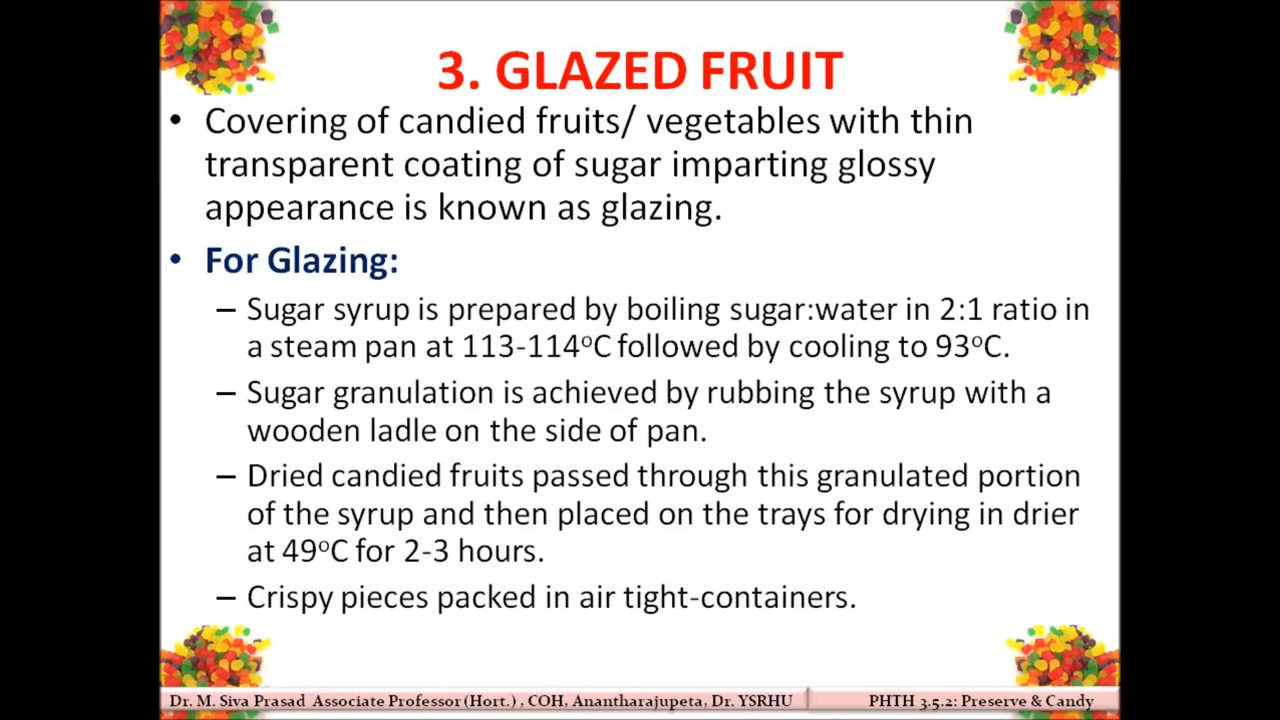 3. GLAZED FRUIT
• Covering of candied fruits/ vegetables with thin
transparent coating of sugar imparting glossy
appearance is known as glazing.
• For Glazing:
– Sugar syrup is prepared by boiling sugar:water in 2:1 ratio in
a steam pan at 113-114°C followed by cooling to 93°C.
– Sugar granulation is achieved by rubbing the syrup with a
wooden ladle on the side of pan.
– Dried candied fruits passed through this granulated portion
of the syrup and then placed on the trays for drying in drier
at 49°C for 2-3 hours.
– Crispy pieces packed in air tight-containers.
Dr. M. Siva Prasad Associate Professor (Hort.) , COH, Anantharajupeta, Dr. YSRHU
PHTH 3.5.2: Preserve & Candy